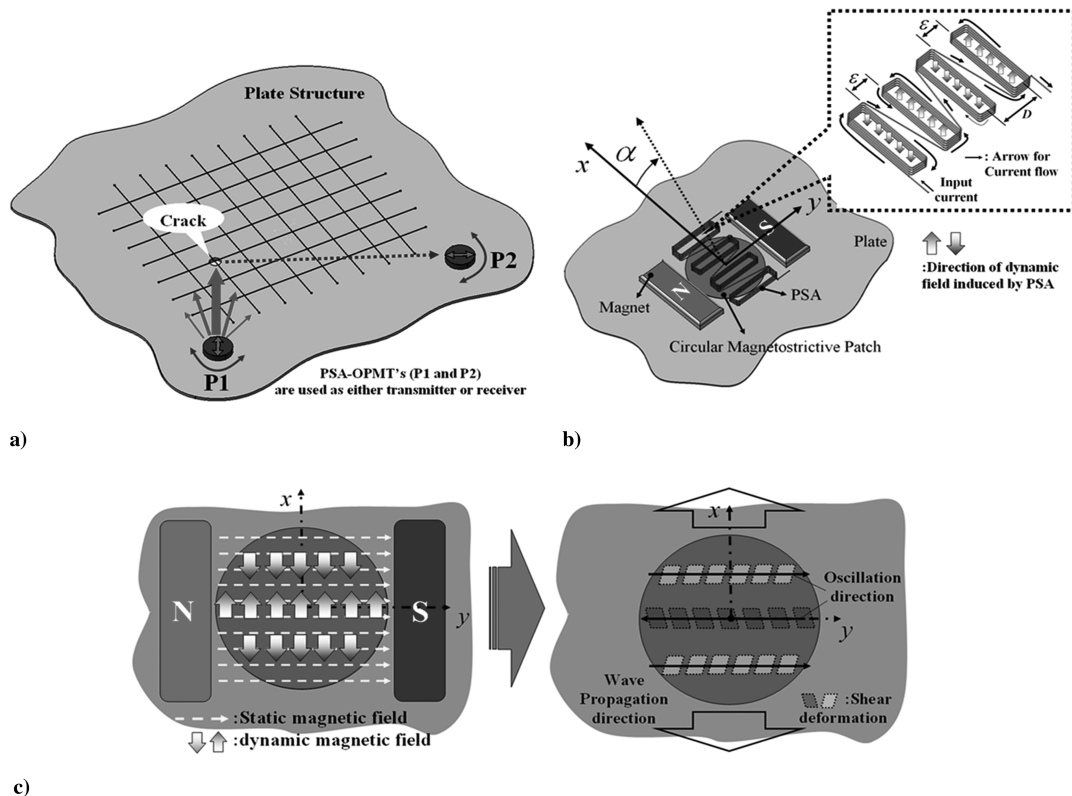 Plate Structure
Crack
P2
P1
PSA-OPMT's (P1 and P2)
are used as either transmitter or receiver
a)
ε
ε
D
: Arrow for
Current flow
Input
current
x
α
y
S
N
Plate
Magnet
PSA
Circular Magnetostrictive Patch
:Direction of dynamic
field induced by PSA
b)
x
N
S
y
:Static magnetic field
:dynamic magnetic field
x
Oscillation
direction
y
Wave
Propagation
direction
:Shear
deformation
c)